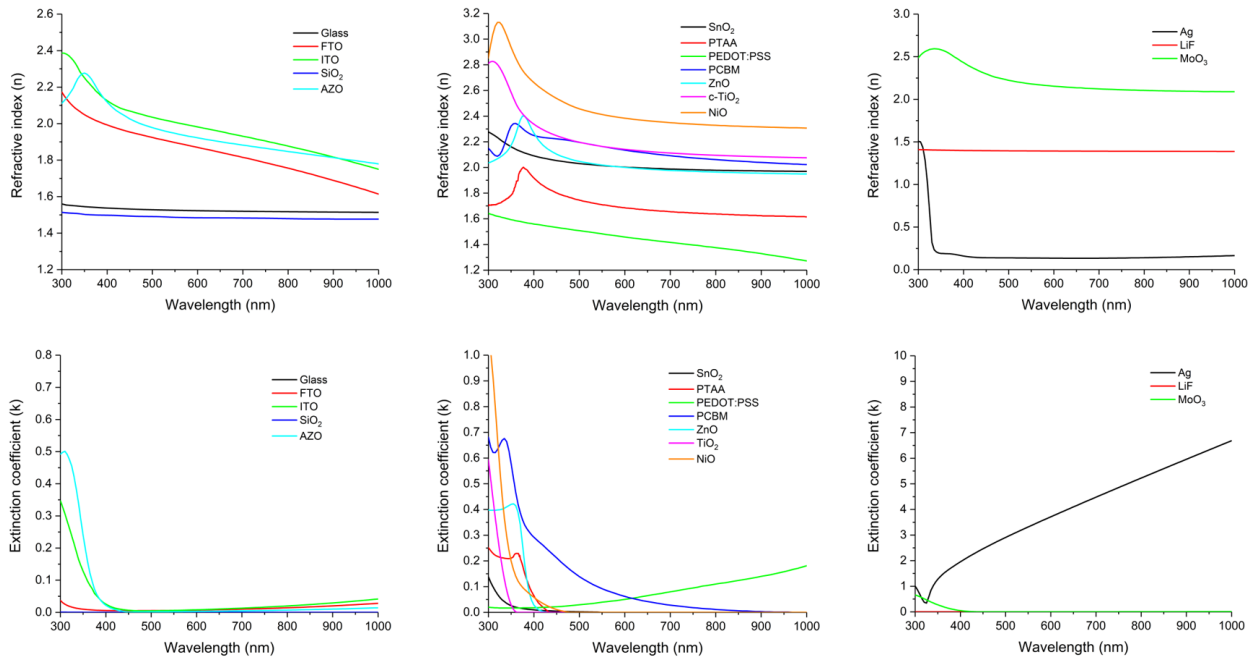 2.6
2.4
2.2
2.0
1.8
1.6
1.4
1.2
Refractive index (n)
300 400 500 600 700 800 900 1000
Wavelength (nm)
Glass
FTO
ITO
SiO₂
AZO
3.2
3.0
2.8
2.6
2.4
2.2
2.0
1.8
1.6
1.4
1.2
Refractive index (n)
300 400 500 600 700 800 900 1000
Wavelength (nm)
SnO₂
PTAA
PEDOT:PSS
PCBM
ZnO
c-TiO₂
NiO
3.0
2.5
2.0
1.5
1.0
0.5
0.0
Refractive index (n)
300 400 500 600 700 800 900 1000
Wavelength (nm)
Ag
LiF
MoO₃
0.8
0.7
0.6
0.5
0.4
0.3
0.2
0.1
0.0
Extinction coefficient (k)
300 400 500 600 700 800 900 1000
Wavelength (nm)
Glass
FTO
ITO
SiO₂
AZO
1.0
0.9
0.8
0.7
0.6
0.5
0.4
0.3
0.2
0.1
0.0
Extinction coefficient (k)
300 400 500 600 700 800 900 1000
Wavelength (nm)
SnO₂
PTAA
PEDOT:PSS
PCBM
ZnO
TiO₂
NiO
10
9
8
7
6
5
4
3
2
1
0
Extinction coefficient (k)
300 400 500 600 700 800 900 1000
Wavelength (nm)
Ag
LiF
MoO₃